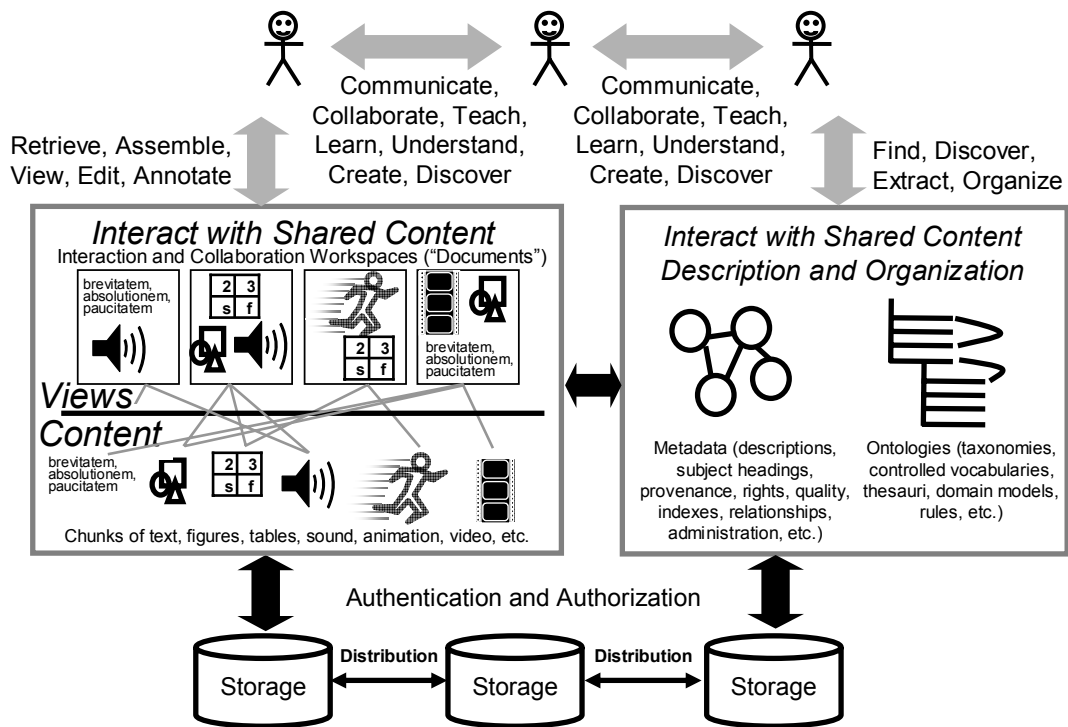 Communicate,
Collaborate, Teach,
Learn, Understand,
Create, Discover
Communicate,
Collaborate, Teach,
Learn, Understand,
Create, Discover
Retrieve, Assemble,
View, Edit, Annotate
Find, Discover,
Extract, Organize
Interact with Shared Content
Interaction and Collaboration Workspaces (“Documents”)
brevitatem,
absolutionem,
paucitatem
2 3
s f
2 3
s f
brevitatem,
absolutionem,
paucitatem
Views
Content
brevitatem,
absolutionem,
paucitatem
2 3
s f
Chunks of text, figures, tables, sound, animation, video, etc.
Interact with Shared Content
Description and Organization
Metadata (descriptions,
subject headings,
provenance, rights, quality,
indexes, relationships,
administration, etc.)
Ontologies (taxonomies,
controlled vocabularies,
thesauri, domain models,
rules, etc.)
Authentication and Authorization
Storage
Distribution
Storage
Distribution
Storage